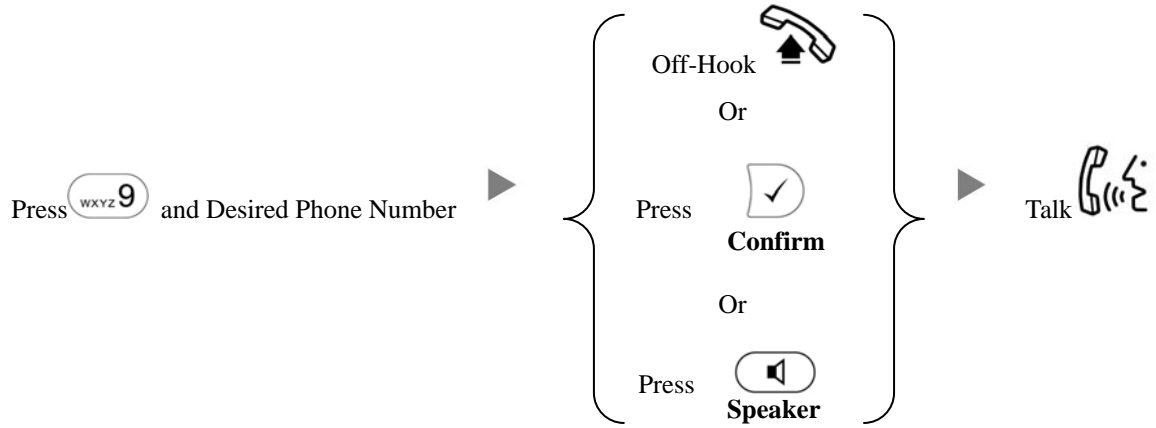 Off-Hook
Or
Press WXYZ 9 and Desired Phone Number
Press
Confirm
Talk
Or
Press
Speaker